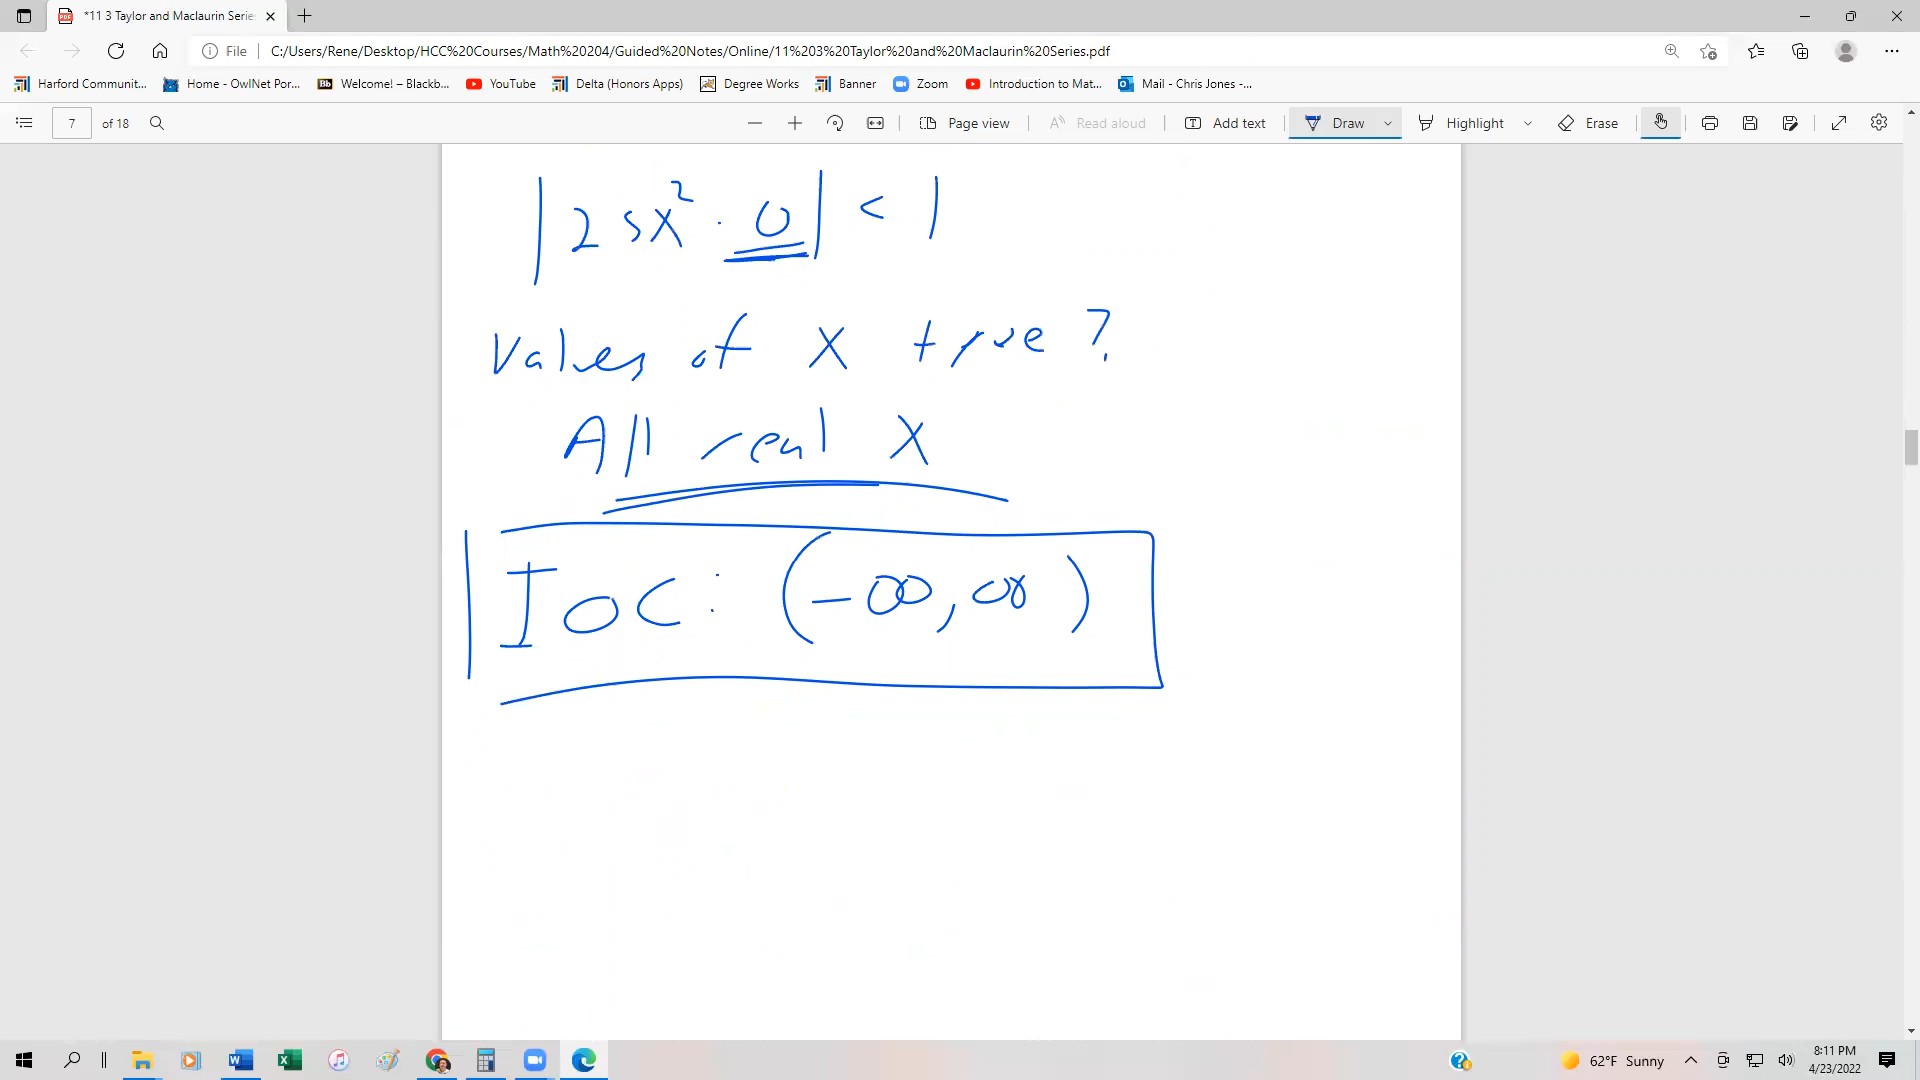 *11 3 Taylor and Maclaurin Serie
File C:/Users/Rene/Desktop/HCC%20Courses/Math%20204/Guided%20Notes/Online/11%203%20Taylor%20and%20Maclaurin%20Series.pdf
Harford Communit... Home - OwlNet Por... Bb Welcome! – Blackb... YouTube Delta (Honors Apps) Degree Works Banner Zoom Introduction to Mat... Mail - Chris Jones -...
7 of 18 Page view Read aloud Add text Draw Highlight Erase
|25x² · 0| < 1
Values of X true?
All real X
IOC: (-∞, ∞)
62°F Sunny 8:11 PM
4/23/2022